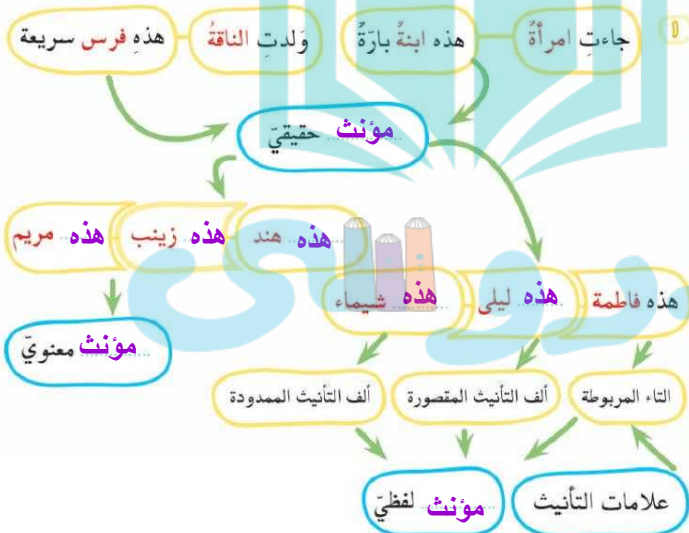 ١
جاءتِ امرأةٌ
هذه ابنةٌ بارّةٌ
وَلدتِ الناقةُ
هذهِ فرس سريعة
مؤنث حقيقيّ
هذه هند
هذه زينب
هذه مريم
هذه فاطمة
هذه ليلى
هذه شيماء
مؤنث معنويّ
التاء المربوطة
ألف التأنيث المقصورة
ألف التأنيث الممدودة
علامات التأنيث
مؤنث لفظيّ